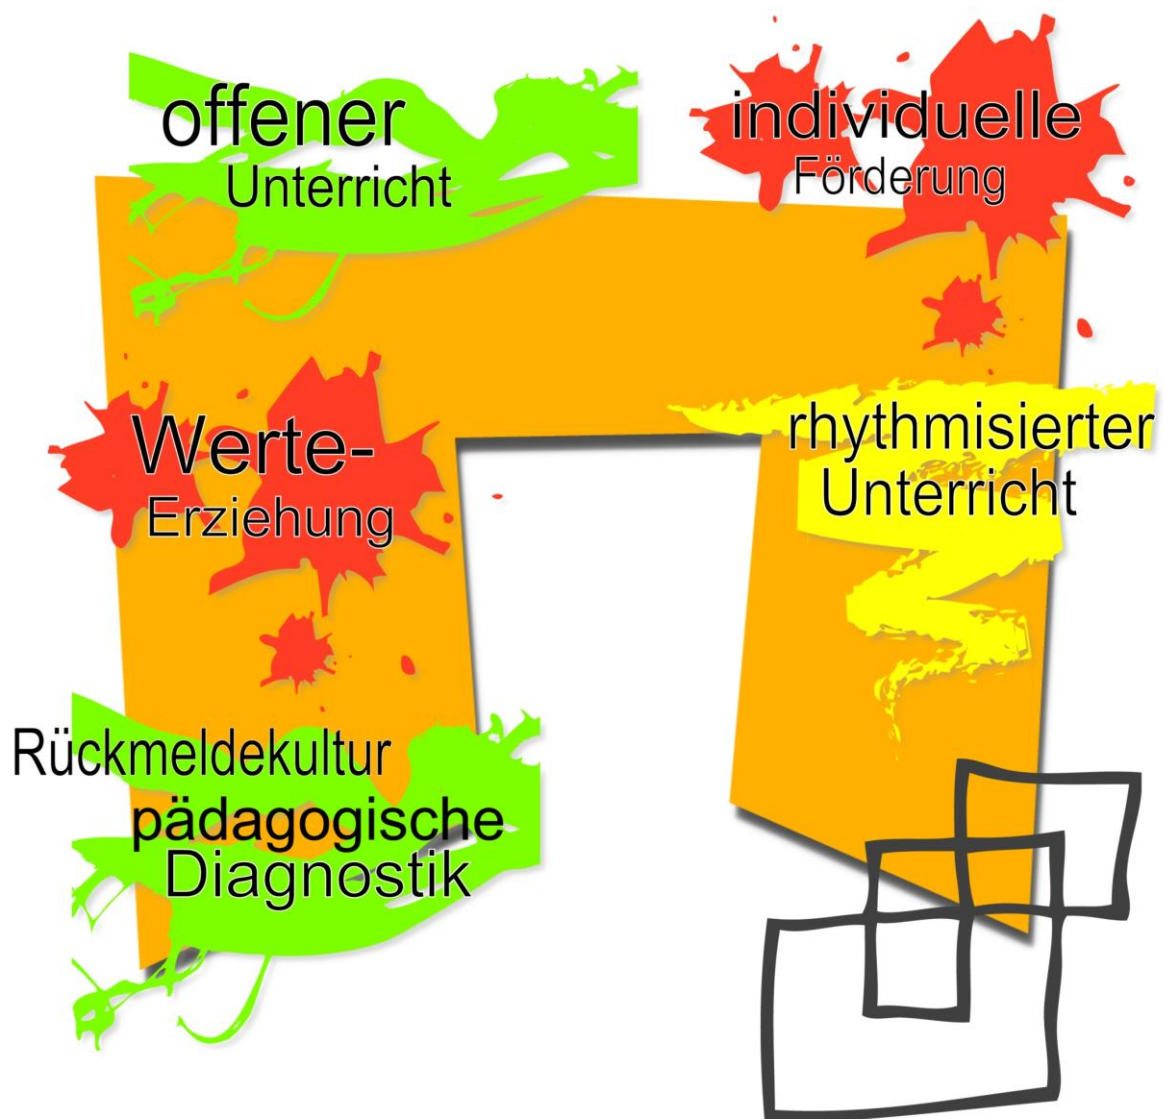 offener
Unterricht
individuelle
Förderung
Werte-
Erziehung
rhythmisierter
Unterricht
Rückmeldekultur
pädagogische
Diagnostik